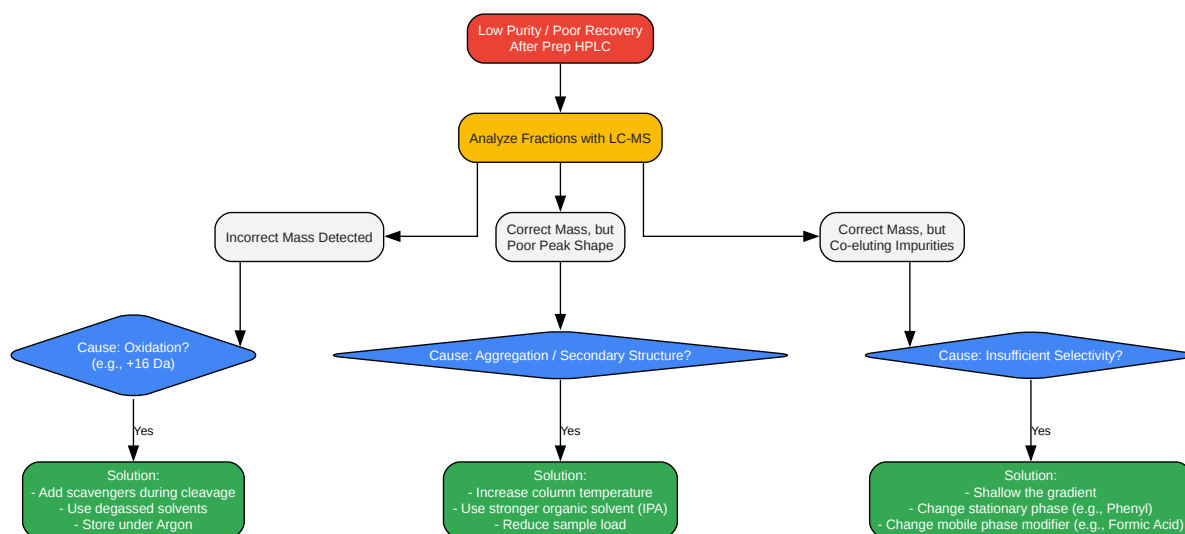 Low Purity / Poor Recovery
After Prep HPLC
Analyze Fractions with LC-MS
Incorrect Mass Detected
Correct Mass, but
Poor Peak Shape
Correct Mass, but
Co-eluting Impurities
Cause: Oxidation?
(e.g., +16 Da)
Cause: Aggregation / Secondary Structure?
Cause: Insufficient Selectivity?
Yes
Yes
Yes
Solution:
- Add scavengers during cleavage
- Use degassed solvents
- Store under Argon
Solution:
- Increase column temperature
- Use stronger organic solvent (IPA)
- Reduce sample load
Solution:
- Shallow the gradient
- Change stationary phase (e.g., Phenyl)
- Change mobile phase modifier (e.g., Formic Acid)